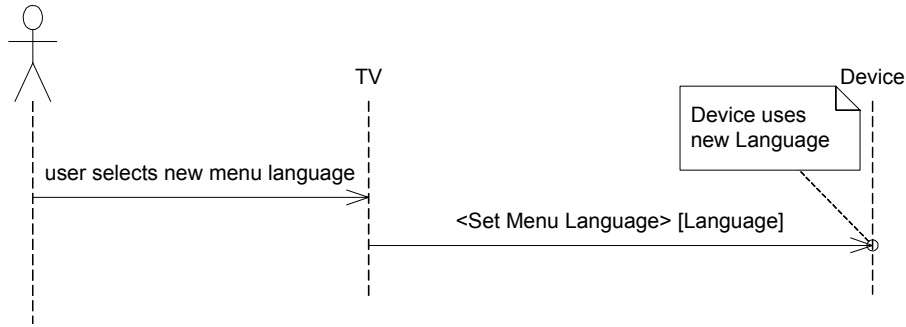 TV
Device
Device uses
new Language
user selects new menu language
<Set Menu Language> [Language]